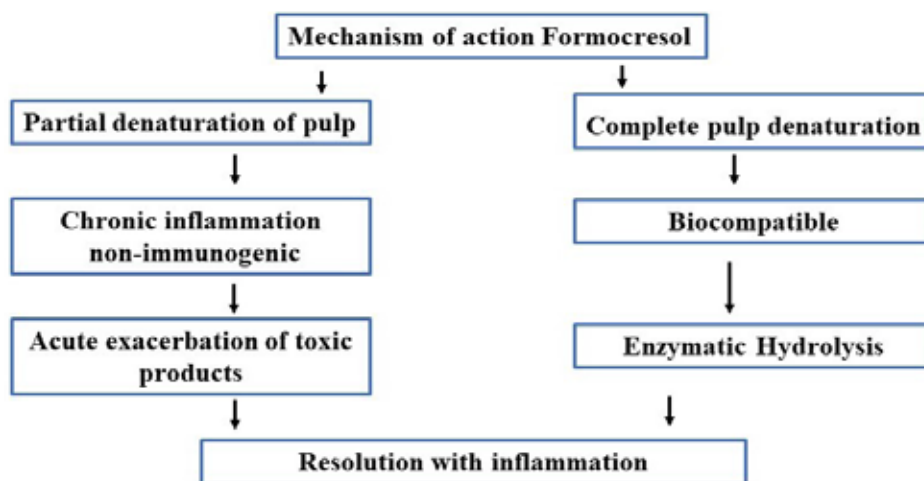 Mechanism of action Formocresol
Partial denaturation of pulp
Complete pulp denaturation
Chronic inflammation
non-immunogenic
Biocompatible
Acute exacerbation of toxic
products
Enzymatic Hydrolysis
Resolution with inflammation